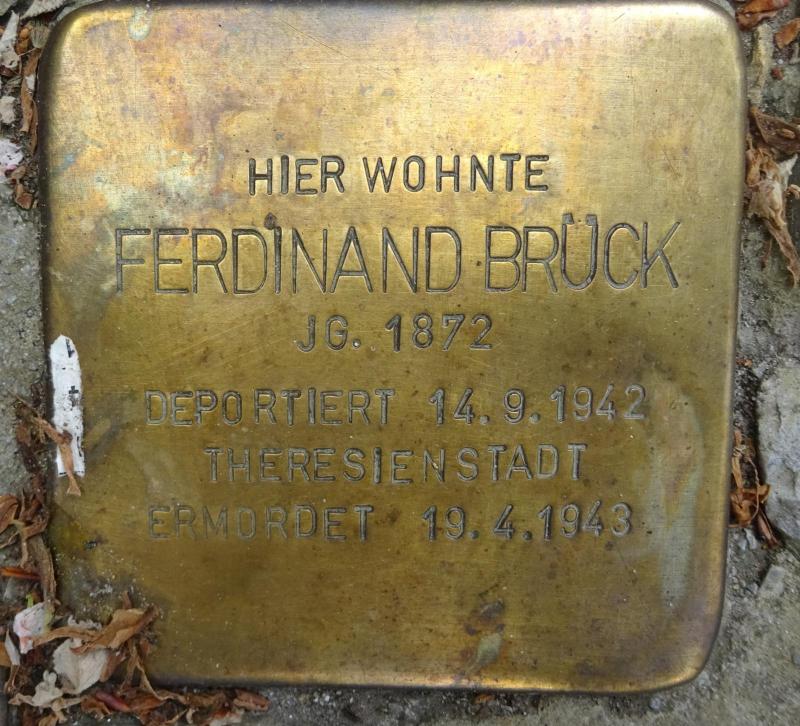 HIER WOHNTE
FERDINAND BRÜCK
JG. 1872
DEPORTIERT 14.9.1942
THERESIENSTADT
ERMORDET 19.4.1943